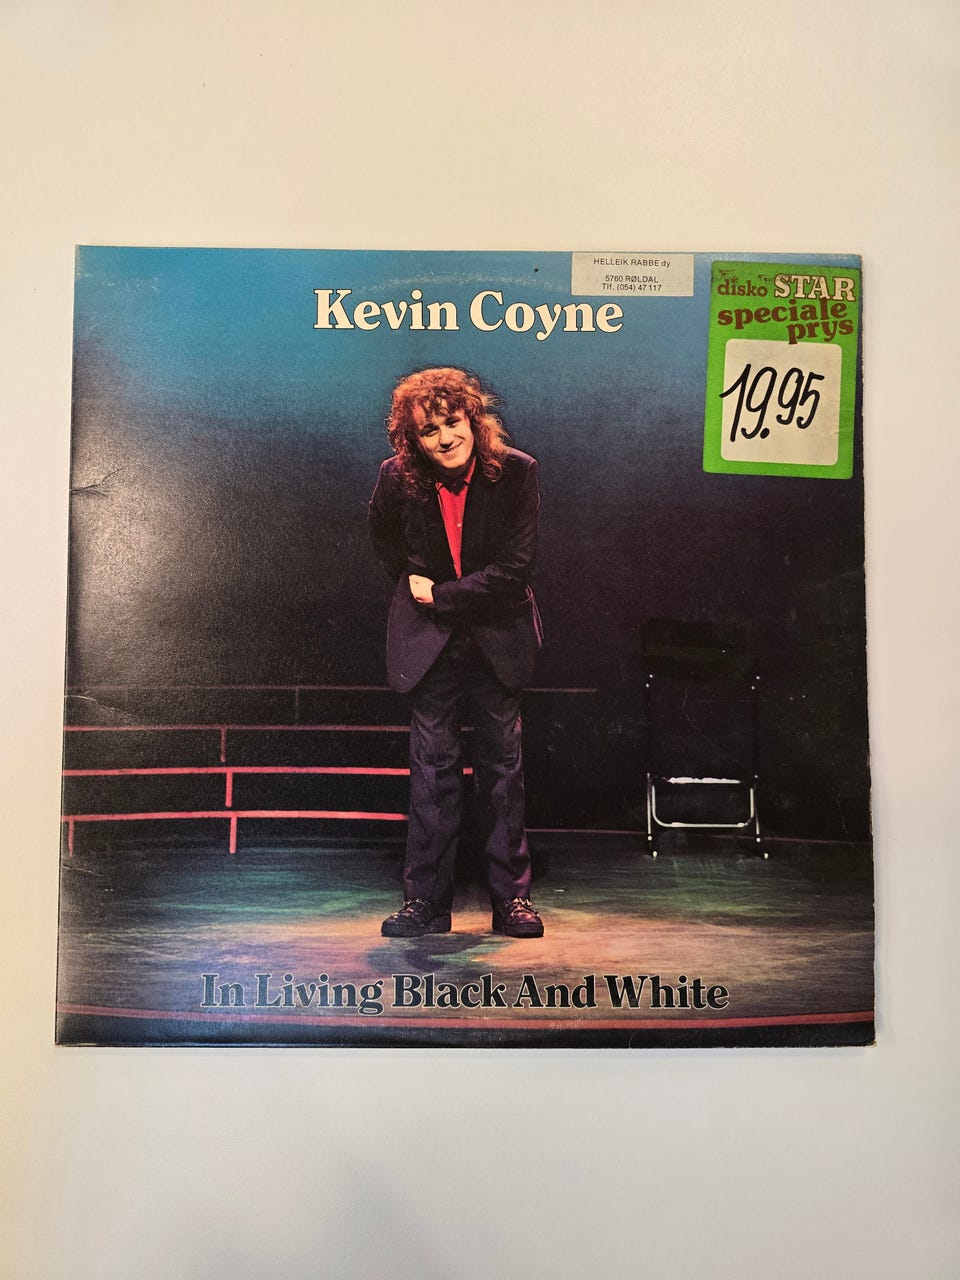 HELLEIK RABBE dy
5760 RØLDAL
Tlf. (054) 47 117
disko STAR
speciale
prys
19.95
Kevin Coyne
In Living Black And White